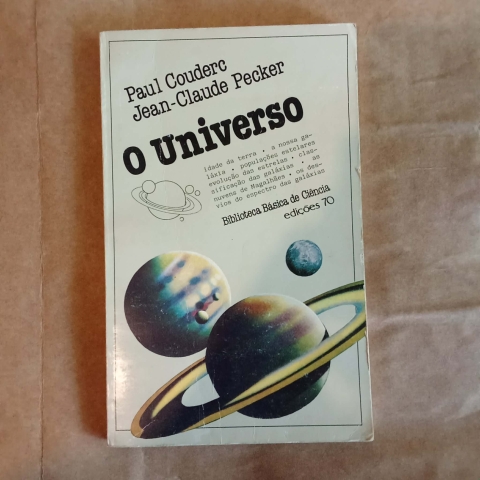 Paul Couderc
Jean-Claude Pecker
o Universo
idade da terra • a nossa ga-
láxia • populações estelares
evolução das estrelas • clas-
sificação das galáxias • as
nuvens de Magalhães • os des-
vios do espectro das galáxias
Biblioteca Básica de Ciência
edições 70